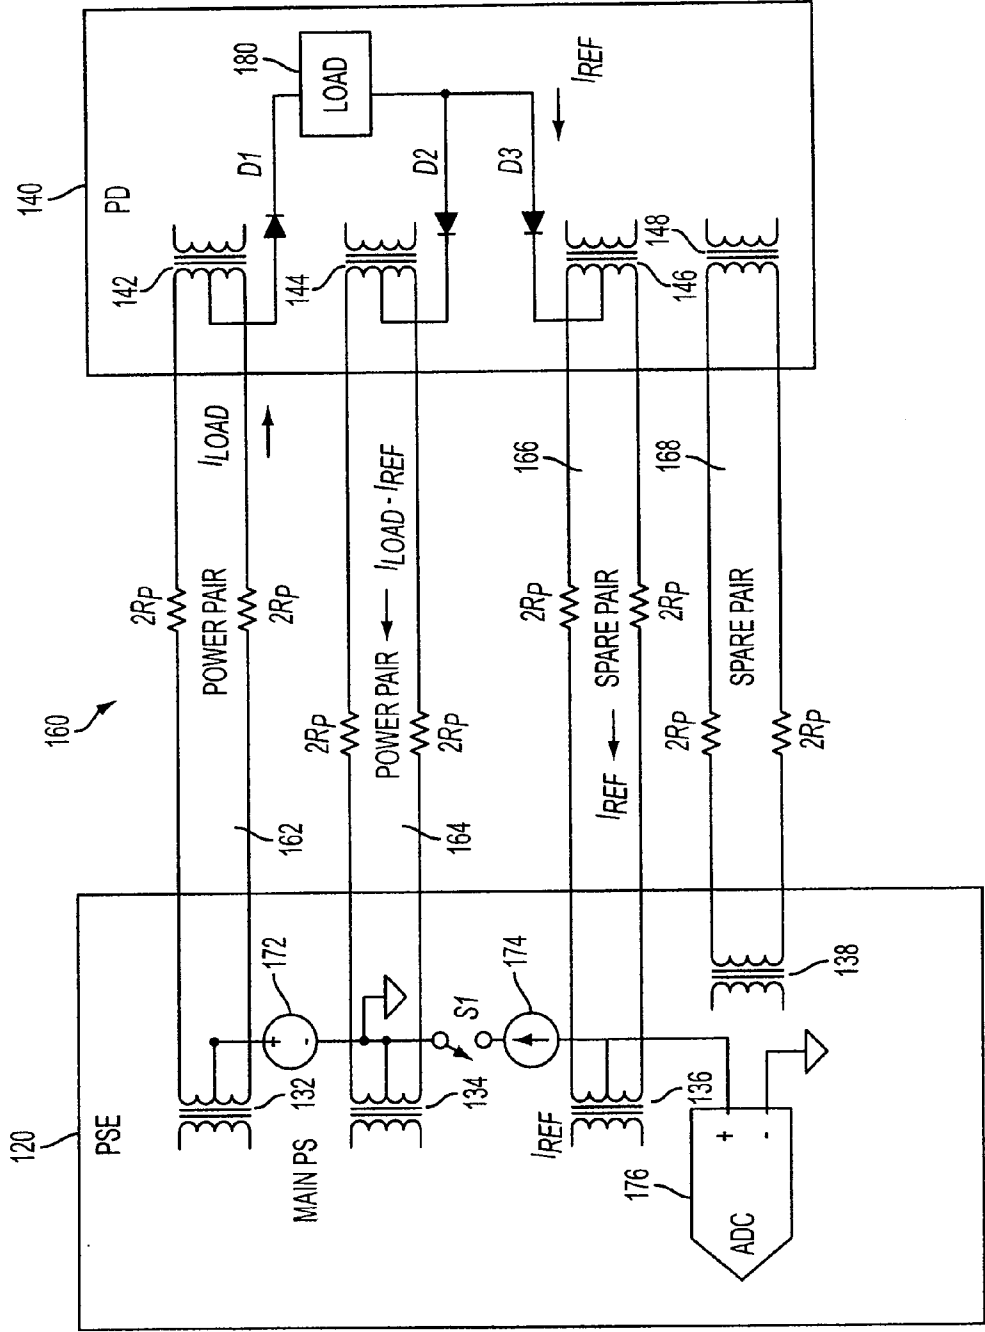 160
120
PSE
140
PD
132
142
162
2RP
POWER PAIR
2RP
ILOAD
172
+
-
MAIN PS
D1
180
LOAD
134
144
164
2RP
POWER PAIR
2RP
ILOAD - IREF
D2
S1
174
IREF
136
146
166
2RP
IREF
SPARE PAIR
2RP
D3
IREF
176
ADC
+
-
138
148
168
2RP
SPARE PAIR
2RP